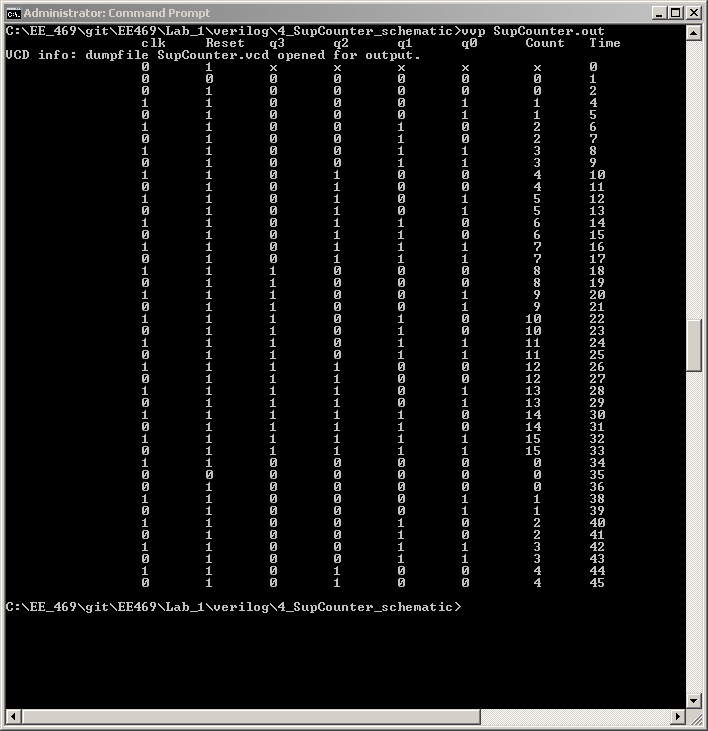 Administrator: Command Prompt
C:\EE_469\git\EE469\Lab_1\verilog\4_SupCounter_schematic>vvp SupCounter.out
clk Reset q3 q2 q1 q0 Count Time
VCD info: dumpfile SupCounter.vcd opened for output.
0 1 x x x x x 0
0 0 0 0 0 0 0 1
0 1 0 0 0 0 0 2
1 1 0 0 0 1 1 4
0 1 0 0 0 1 1 5
1 1 0 0 1 0 2 6
0 1 0 0 1 0 2 7
1 1 0 0 1 1 3 8
0 1 0 0 1 1 3 9
1 1 0 1 0 0 4 10
0 1 0 1 0 0 4 11
1 1 0 1 0 1 5 12
0 1 0 1 0 1 5 13
1 1 0 1 1 0 6 14
0 1 0 1 1 0 6 15
1 1 0 1 1 1 7 16
0 1 0 1 1 1 7 17
1 1 1 0 0 0 8 18
0 1 1 0 0 0 8 19
1 1 1 0 0 1 9 20
0 1 1 0 0 1 9 21
1 1 1 0 1 0 10 22
0 1 1 0 1 0 10 23
1 1 1 0 1 1 11 24
0 1 1 0 1 1 11 25
1 1 1 1 0 0 12 26
0 1 1 1 0 0 12 27
1 1 1 1 0 1 13 28
0 1 1 1 0 1 13 29
1 1 1 1 1 0 14 30
0 1 1 1 1 0 14 31
1 1 1 1 1 1 15 32
0 1 1 1 1 1 15 33
1 1 0 0 0 0 0 34
0 0 0 0 0 0 0 35
0 1 0 0 0 0 0 36
1 1 0 0 0 1 1 38
0 1 0 0 0 1 1 39
1 1 0 0 1 0 2 40
0 1 0 0 1 0 2 41
1 1 0 0 1 1 3 42
0 1 0 0 1 1 3 43
1 1 0 1 0 0 4 44
0 1 0 1 0 0 4 45
C:\EE_469\git\EE469\Lab_1\verilog\4_SupCounter_schematic>